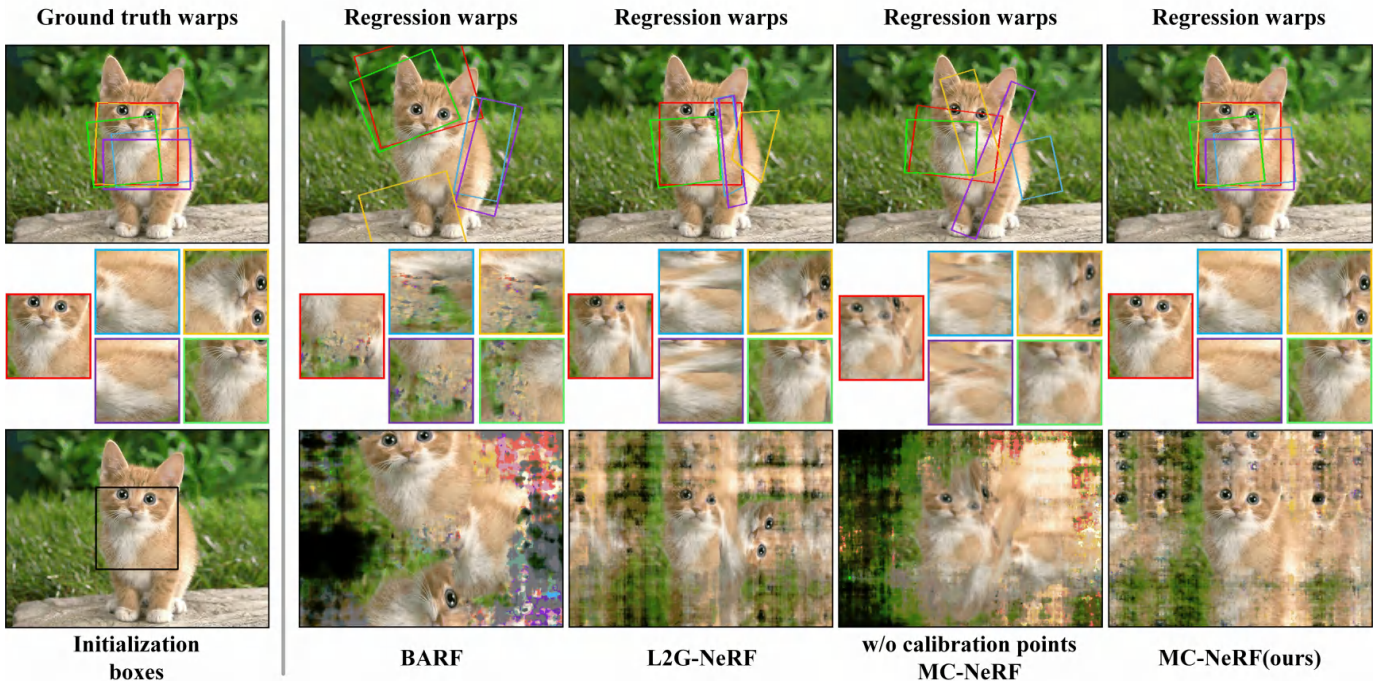 Ground truth warps
Regression warps
Regression warps
Regression warps
Regression warps
Initialization
boxes
BARF
L2G-NeRF
w/o calibration points
MC-NeRF
MC-NeRF(ours)